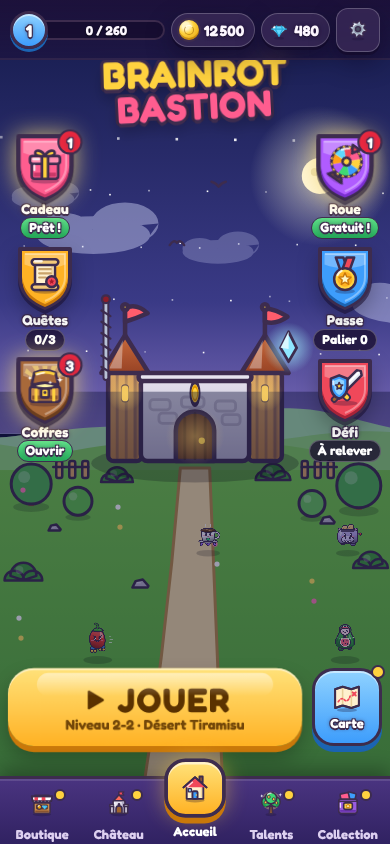 1
0 / 260
12 500
480
BRAINROT
BASTION
1
Cadeau
Prêt !
1
Roue
Gratuit !
Quêtes
0/3
Passe
Palier 0
3
Coffres
Ouvrir
Défi
À relever
JOUER
Niveau 2-2 · Désert Tiramisu
Carte
Boutique
Château
Accueil
Talents
Collection